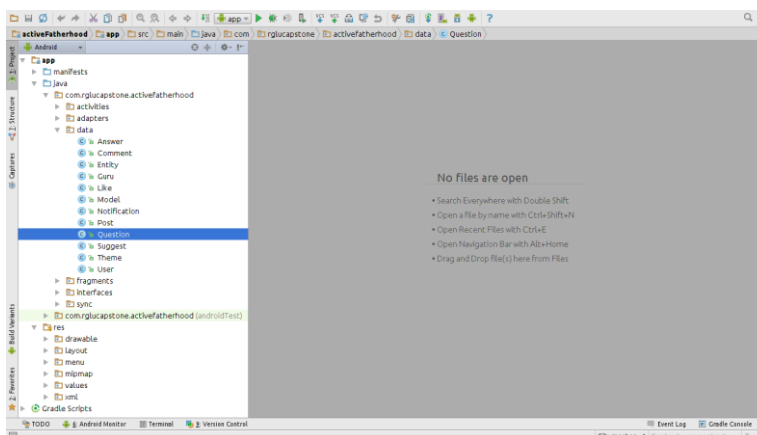 app
activeFatherhood app src main java com rglucapstone activefatherhood data Question
Android
1: Project
app
manifests
java
com.rglucapstone.activefatherhood
activities
adapters
data
Answer
Comment
Entity
Guru
Like
Model
Notification
Post
Question
Suggest
Theme
User
fragments
interfaces
sync
com.rglucapstone.activefatherhood (androidTest)
res
drawable
layout
menu
mipmap
values
xml
Gradle Scripts
Z: Structure
Captures
Build Variants
2: Favorites
No files are open
• Search Everywhere with Double Shift
• Open a file by name with Ctrl+Shift+N
• Open Recent Files with Ctrl+E
• Open Navigation Bar with Alt+Home
• Drag and Drop file(s) here from Files
TODO 6: Android Monitor Terminal 9: Version Control Event Log Gradle Console